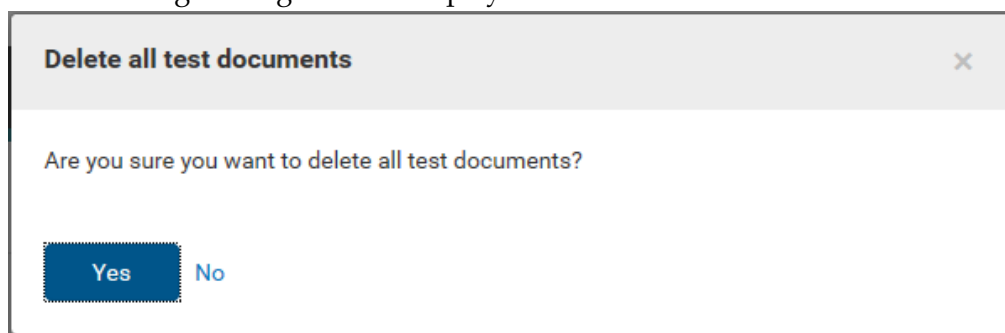 Delete all test documents ×
Are you sure you want to delete all test documents?
Yes No